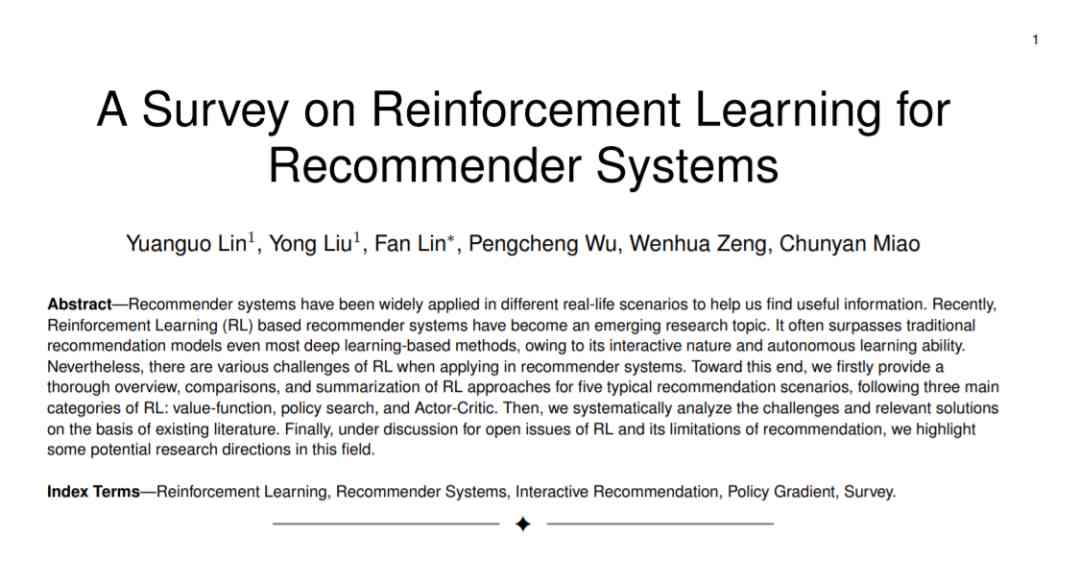 1
A Survey on Reinforcement Learning for
Recommender Systems
Yuanguo Lin¹, Yong Liu¹, Fan Lin*, Pengcheng Wu, Wenhua Zeng, Chunyan Miao
Abstract—Recommender systems have been widely applied in different real-life scenarios to help us find useful information. Recently,
Reinforcement Learning (RL) based recommender systems have become an emerging research topic. It often surpasses traditional
recommendation models even most deep learning-based methods, owing to its interactive nature and autonomous learning ability.
Nevertheless, there are various challenges of RL when applying in recommender systems. Toward this end, we firstly provide a
thorough overview, comparisons, and summarization of RL approaches for five typical recommendation scenarios, following three main
categories of RL: value-function, policy search, and Actor-Critic. Then, we systematically analyze the challenges and relevant solutions
on the basis of existing literature. Finally, under discussion for open issues of RL and its limitations of recommendation, we highlight
some potential research directions in this field.
Index Terms—Reinforcement Learning, Recommender Systems, Interactive Recommendation, Policy Gradient, Survey.